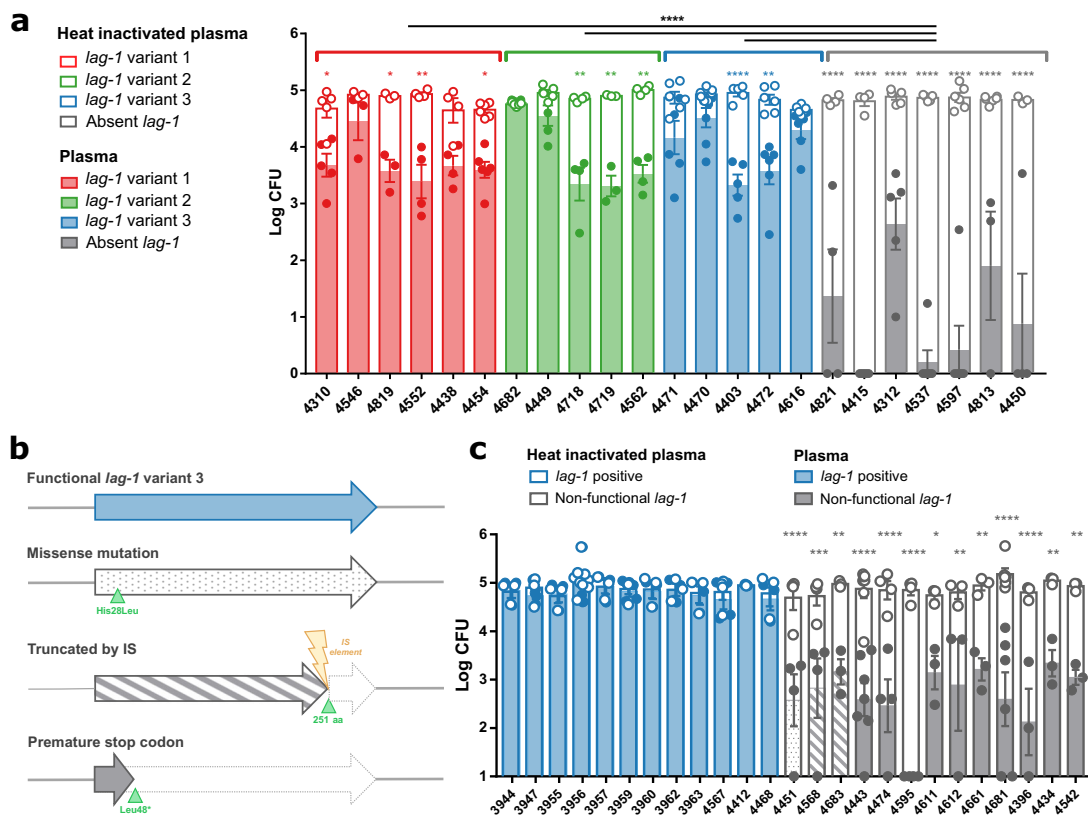 a
Heat inactivated plasma
lag-1 variant 1
lag-1 variant 2
lag-1 variant 3
Absent lag-1
Plasma
lag-1 variant 1
lag-1 variant 2
lag-1 variant 3
Absent lag-1
****
* * ** * ** ** ** **** ** **** **** **** **** **** **** ****
Log CFU
6
5
4
3
2
1
0
4310 4546 4819 4552 4438 4454 4682 4449 4718 4719 4562 4471 4470 4403 4472 4616 4821 4415 4312 4537 4597 4813 4450
b
Functional lag-1 variant 3
Missense mutation
His28Leu
Truncated by IS
IS
element
251 aa
Premature stop codon
Leu48*
c
Heat inactivated plasma
lag-1 positive
Non-functional lag-1
Plasma
lag-1 positive
Non-functional lag-1
****
**** ** **** * ** **** **
*** **** **** ** **
Log CFU
6
5
4
3
2
1
3944 3947 3955 3956 3957 3959 3960 3962 3963 4567 4412 4468 4451 4568 4683 4443 4474 4595 4611 4612 4661 4681 4396 4434 4542